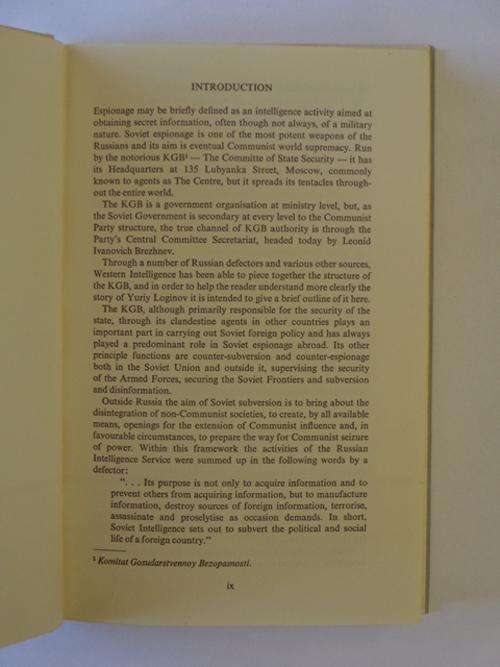 INTRODUCTION
Espionage may be briefly defined as an intelligence activity aimed at
obtaining secret information, often though not always, of a military
nature. Soviet espionage is one of the most potent weapons of the
Russians and its aim is eventual Communist world supremacy. Run
by the notorious KGB¹ — The Committe of State Security — it has
its Headquarters at 135 Lubyanka Street, Moscow, commonly
known to agents as The Centre, but it spreads its tentacles through-
out the entire world.
The KGB is a government organisation at ministry level, but, as
the Soviet Government is secondary at every level to the Communist
Party structure, the true channel of KGB authority is through the
Party's Central Committee Secretariat, headed today by Leonid
Ivanovich Brezhnev.
Through a number of Russian defectors and various other sources,
Western Intelligence has been able to piece together the structure of
the KGB, and in order to help the reader understand more clearly the
story of Yuriy Loginov it is intended to give a brief outline of it here.
The KGB, although primarily responsible for the security of the
state, through its clandestine agents in other countries plays an
important part in carrying out Soviet foreign policy and has always
played a predominant role in Soviet espionage abroad. Its other
principle functions are counter-subversion and counter-espionage
both in the Soviet Union and outside it, supervising the security
of the Armed Forces, securing the Soviet Frontiers and subversion
and disinformation.
Outside Russia the aim of Soviet subversion is to bring about the
disintegration of non-Communist societies, to create, by all available
means, openings for the extension of Communist influence and, in
favourable circumstances, to prepare the way for Communist seizure
of power. Within this framework the activities of the Russian
Intelligence Service were summed up in the following words by a
defector:
". . . Its purpose is not only to acquire information and to
prevent others from acquiring information, but to manufacture
information, destroy sources of foreign information, terrorise,
assassinate and proselytise as occasion demands. In short,
Soviet Intelligence sets out to subvert the political and social
life of a foreign country."
¹ Komitat Gosudarstvennoy Bezopasnosti.
ix